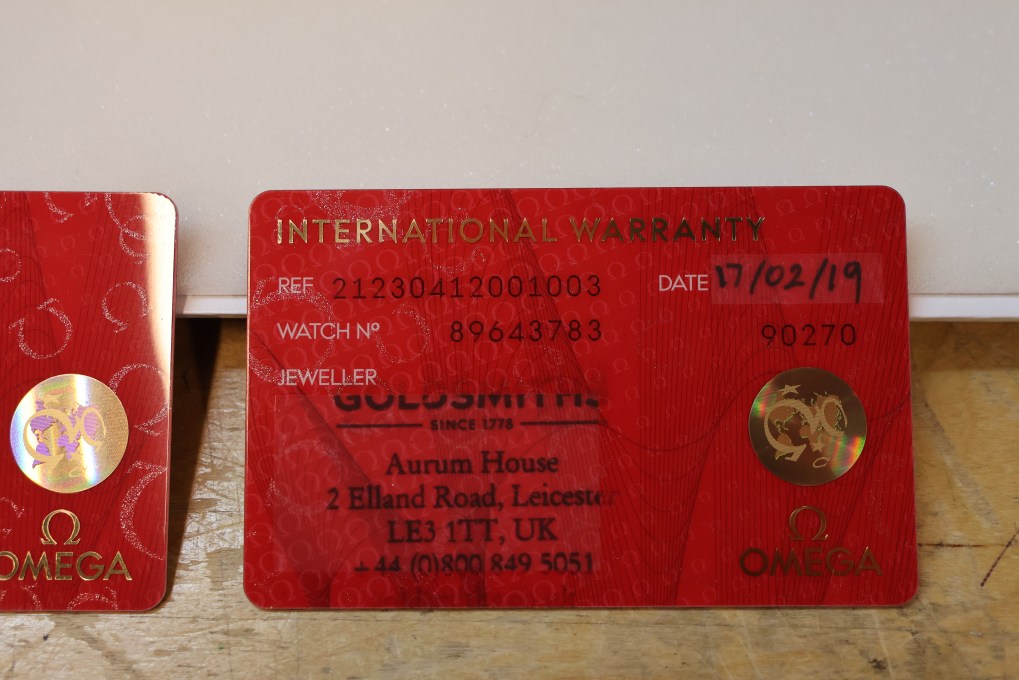 INTERNATIONAL WARRANTY
REF 21230412001003 DATE 17/02/19
WATCH Nº 89643783 90270
JEWELLER
GOLDSMITHS
SINCE 1778
Aurum House
2 Elland Road, Leicester
LE3 1TT, UK
+44 (0)800 849 5051
Ω
OMEGA
Ω
OMEGA